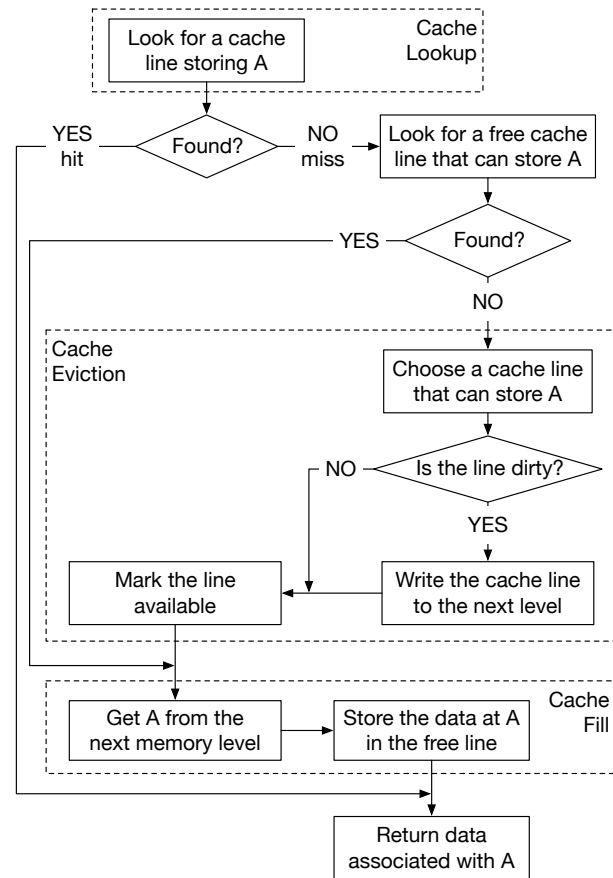 Look for a cache
line storing A
Cache
Lookup
YES
hit
Found?
NO
miss
Look for a free cache
line that can store A
YES
Found?
NO
Cache
Eviction
Choose a cache line
that can store A
NO
Is the line dirty?
YES
Mark the line
available
Write the cache line
to the next level
Get A from the
next memory level
Store the data at A
in the free line
Cache
Fill
Return data
associated with A